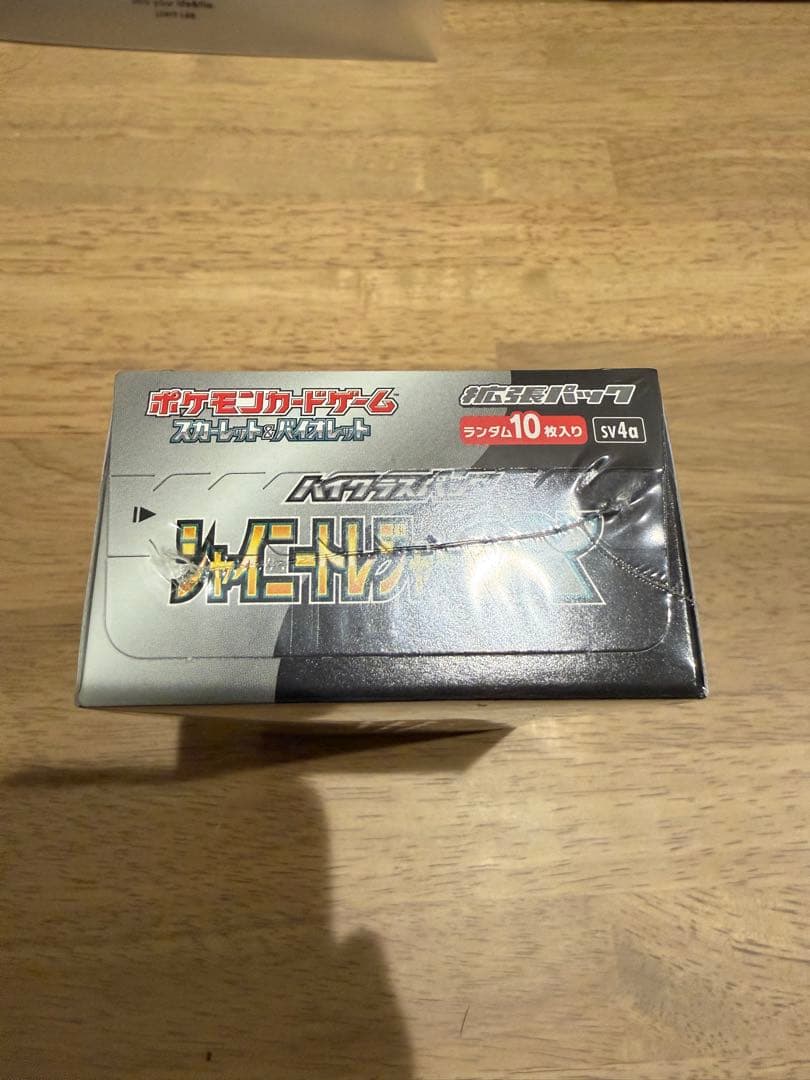 ポケモンカードゲーム
スカーレット&バイオレット
拡張パック
ランダム10枚入り
sv4a
ハイクラスパック
シャイニートレジャー